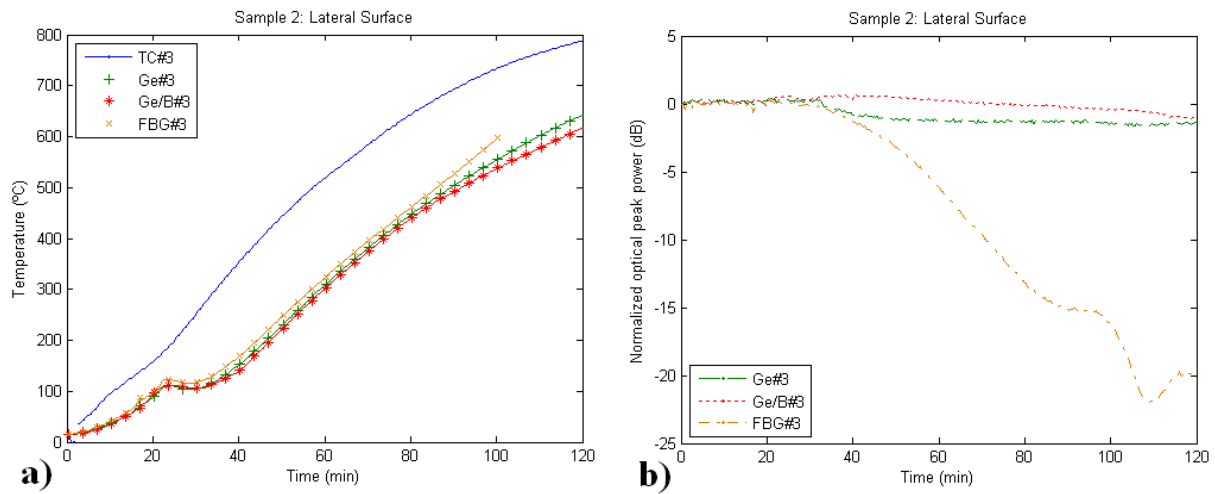 Sample 2: Lateral Surface
800
700
600
500
400
300
200
100
0
Temperature (ºC)
TC#3
Ge#3
Ge/B#3
FBG#3
0 20 40 60 80 100 120
Time (min)
a)
Sample 2: Lateral Surface
5
0
-5
-10
-15
-20
-25
Normalized optical peak power (dB)
Ge#3
Ge/B#3
FBG#3
0 20 40 60 80 100 120
Time (min)
b)